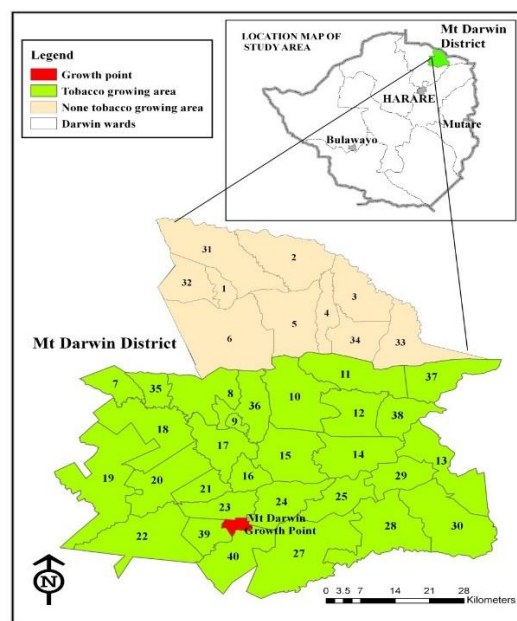 LOCATION MAP OF
STUDY AREA
Mt Darwin
District
HARARE
Mutare
Bulawayo
Legend
Growth point
Tobacco growing area
None tobacco growing area
Darwin wards
Mt Darwin District
31
2
32
1
3
4
6
5
34
33
7
35
8
36
10
11
37
9
12
38
18
17
15
14
13
19
20
16
29
21
24
25
23
Mt Darwin
Growth Point
22
39
28
30
40
27
N
0 3.5 7 14 21 28
Kilometers